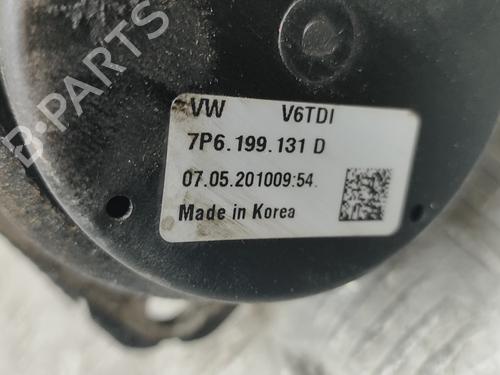 B-PARTS
VW V6TDI
7P6.199.131 D
07.05.201009:54.
Made in Korea